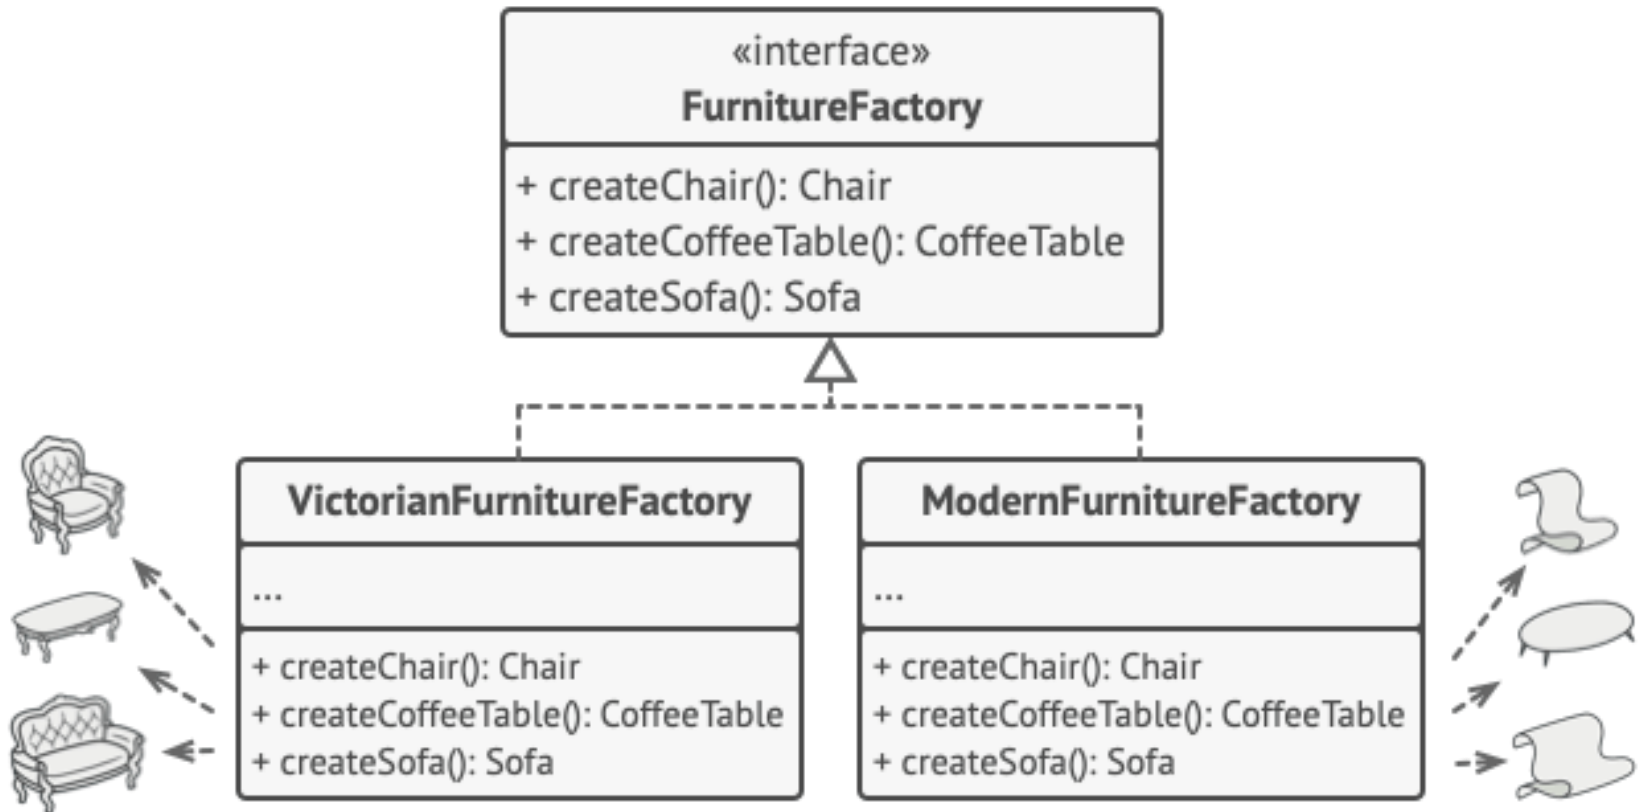 «interface»
FurnitureFactory
+ createChair(): Chair
+ createCoffeeTable(): CoffeeTable
+ createSofa(): Sofa
VictorianFurnitureFactory
...
+ createChair(): Chair
+ createCoffeeTable(): CoffeeTable
+ createSofa(): Sofa
ModernFurnitureFactory
...
+ createChair(): Chair
+ createCoffeeTable(): CoffeeTable
+ createSofa(): Sofa